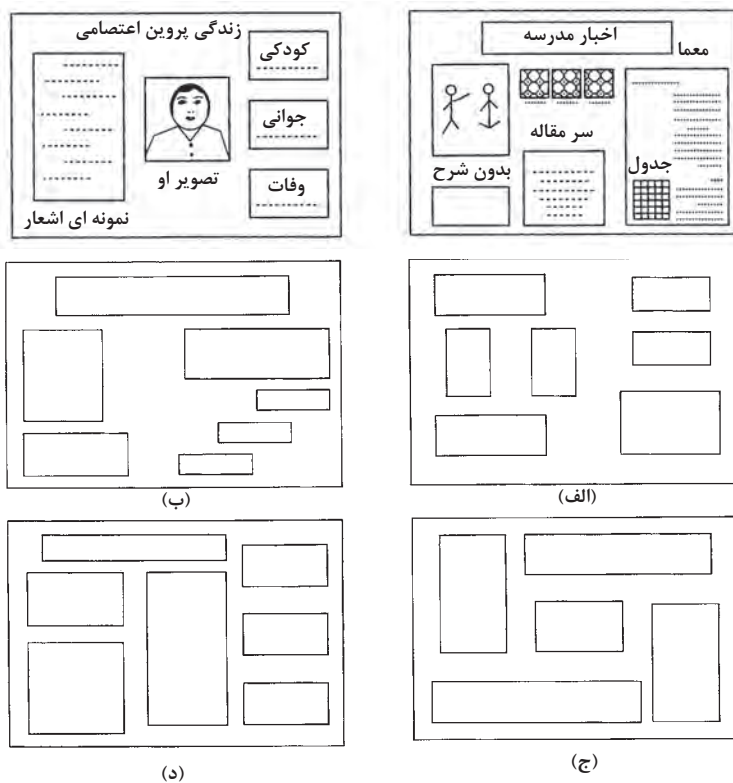 اخبار مدرسه
معما
سر مقاله
بدون شرح
جدول
زندگی پروین اعتصامی
کودکی
جوانی
وفات
تصویر او
نمونه ای اشعار
(الف)
(ب)
(ج)
(د)